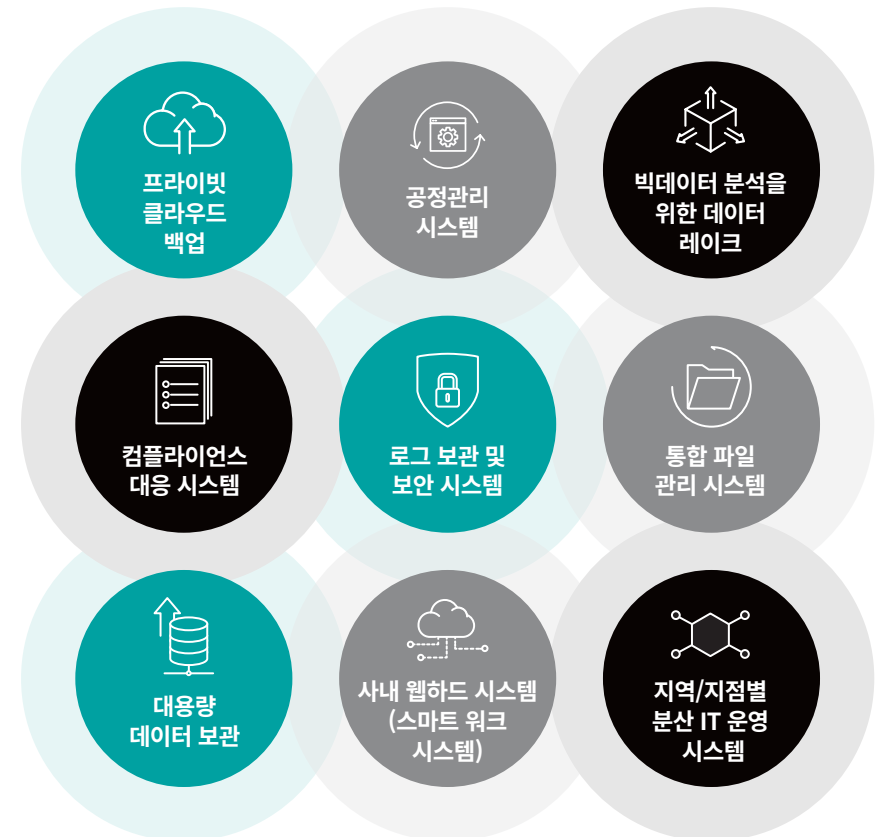 프라이빗
클라우드
백업
공정관리
시스템
빅데이터 분석을
위한 데이터
레이크
컴플라이언스
대응 시스템
로그 보관 및
보안 시스템
통합 파일
관리 시스템
대용량
데이터 보관
사내 웹하드 시스템
(스마트 워크
시스템)
지역/지점별
분산 IT 운영
시스템